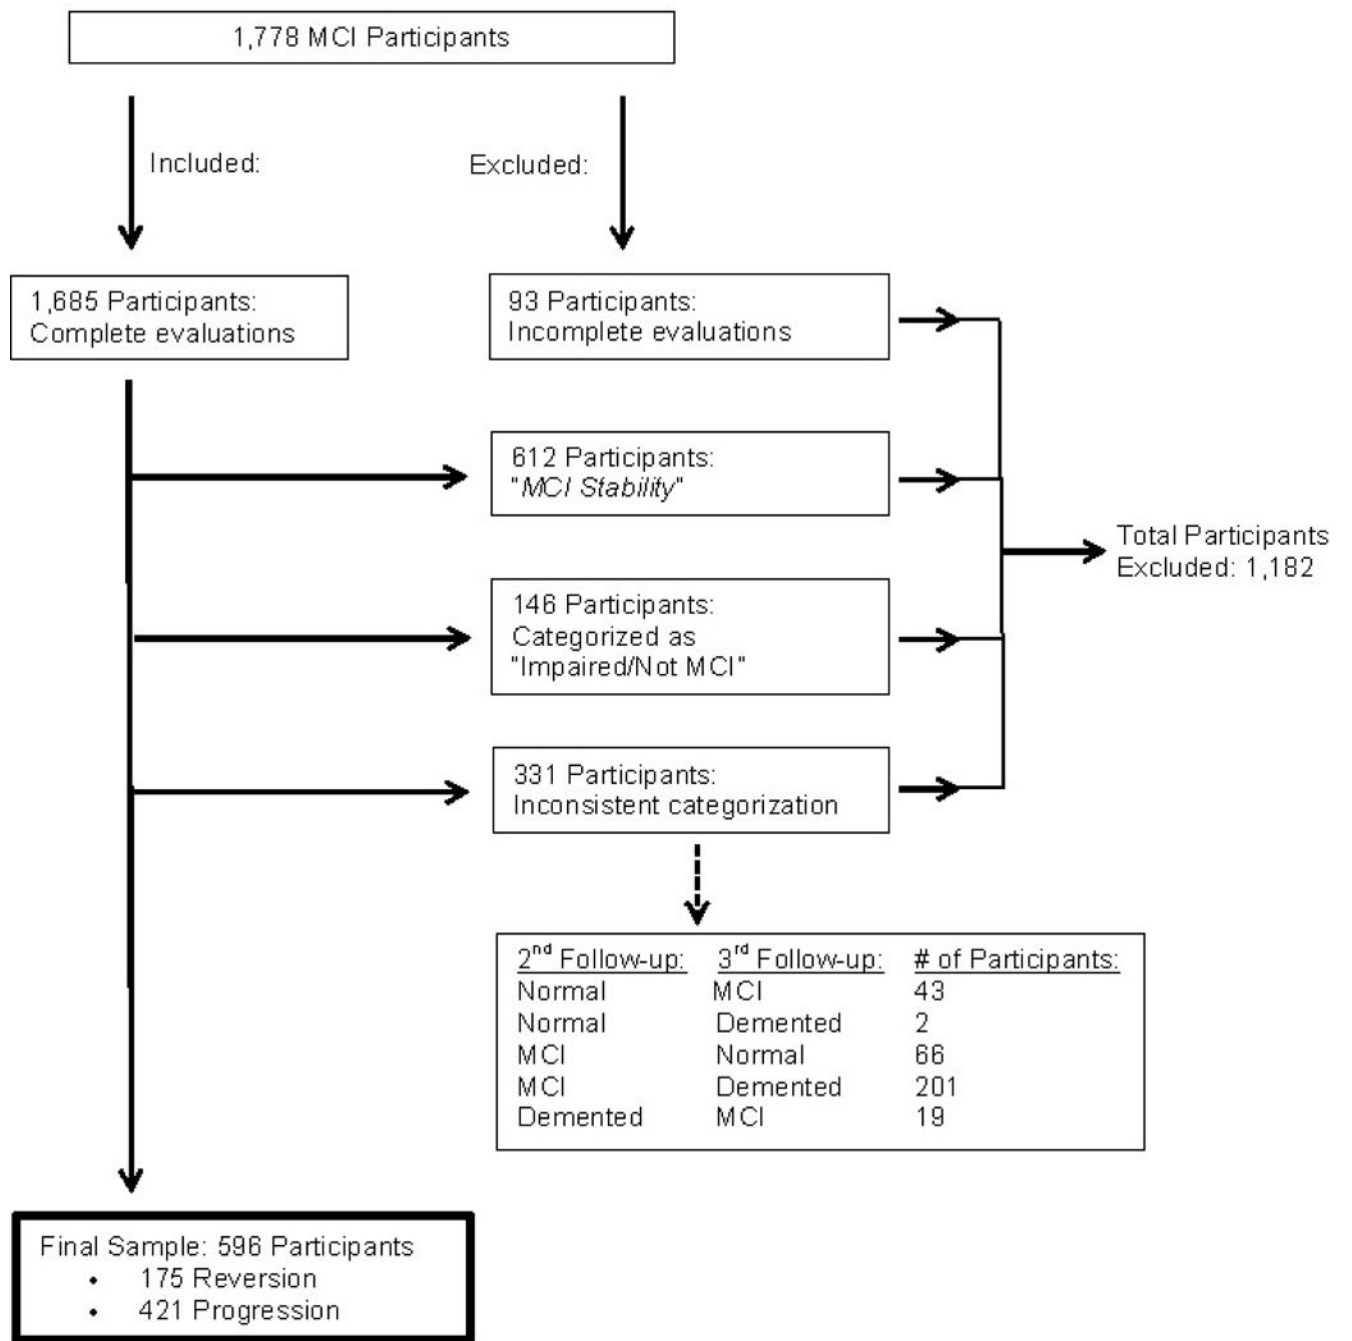 1,778 MCI Participants
Included:
Excluded:
1,685 Participants:
Complete evaluations
93 Participants:
Incomplete evaluations
612 Participants:
"MCI Stability"
146 Participants:
Categorized as
"Impaired/Not MCI"
331 Participants:
Inconsistent categorization
Total Participants
Excluded: 1,182
2nd Follow-up: 3rd Follow-up: # of Participants:
Normal MCI 43
Normal Demented 2
MCI Normal 66
MCI Demented 201
Demented MCI 19
Final Sample: 596 Participants
• 175 Reversion
• 421 Progression